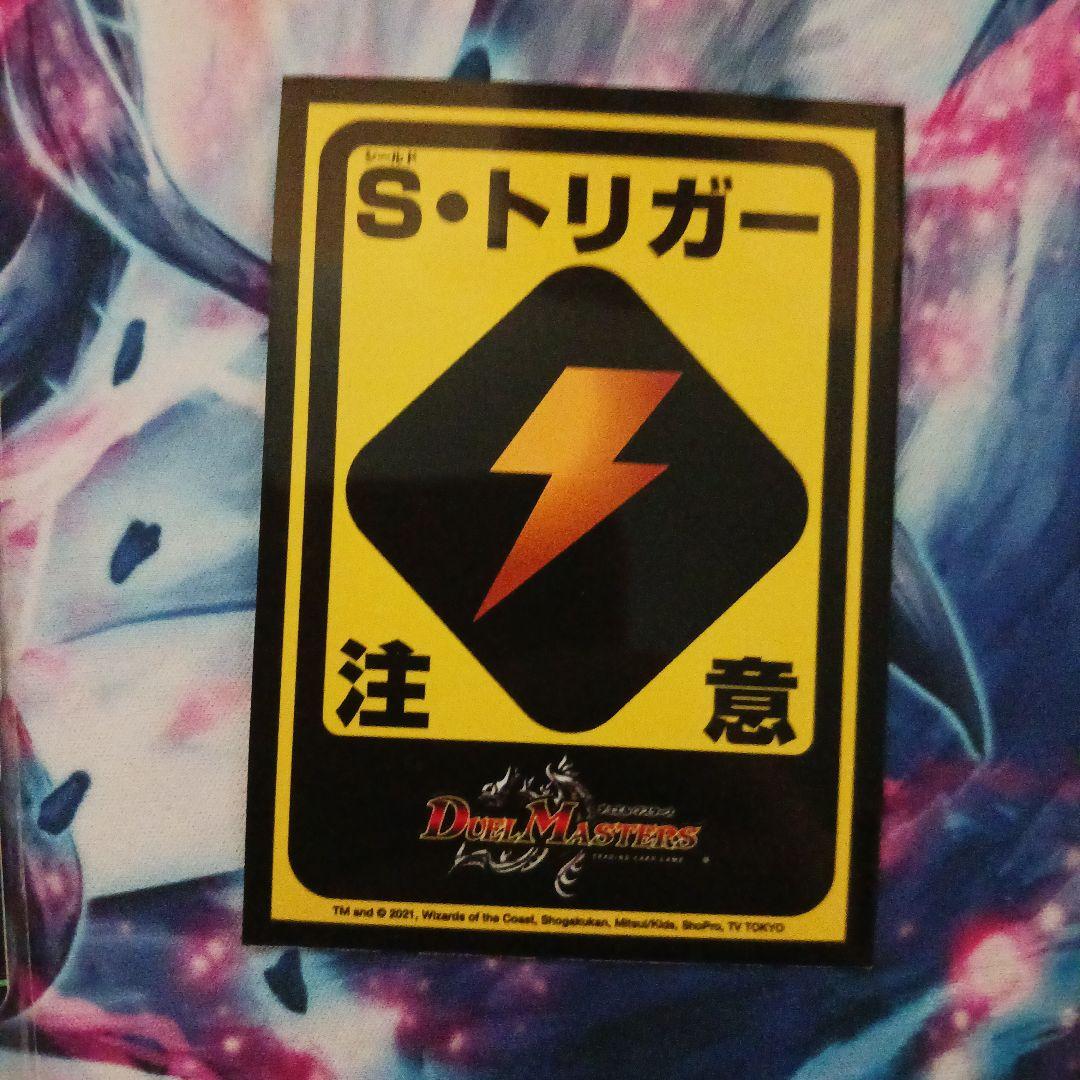 シールド
S・トリガー
注
意
デュエル・マスターズ
DUEL MASTERS
TRADING CARD GAME
TM and © 2021, Wizards of the Coast, Shogakukan, Mitsui/Kids, ShoPro, TV TOKYO